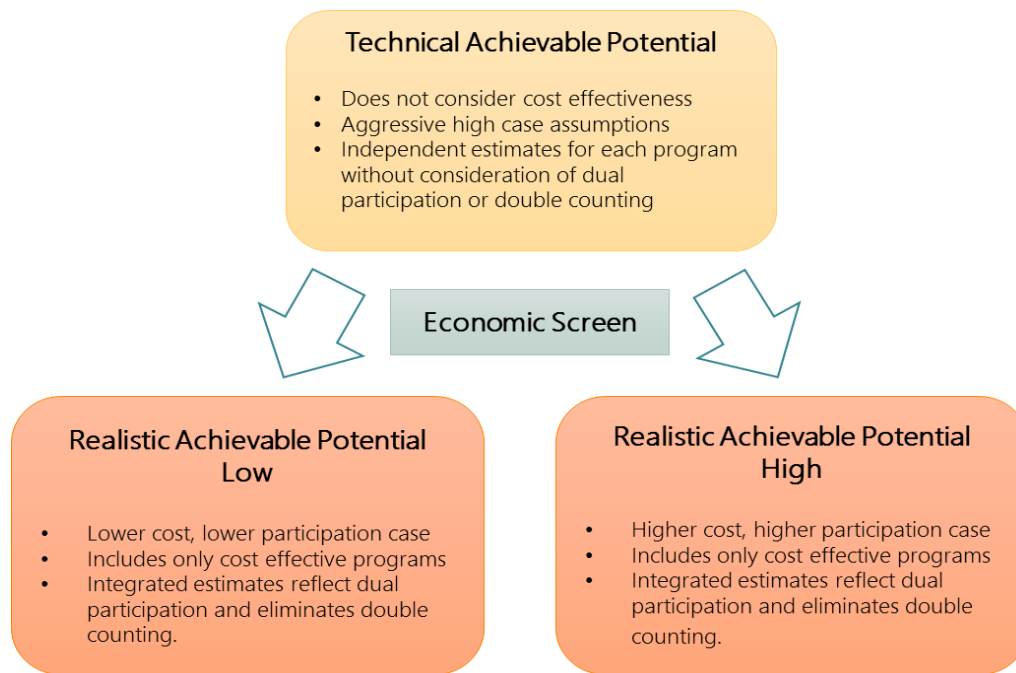 Technical Achievable Potential
• Does not consider cost effectiveness
• Aggressive high case assumptions
• Independent estimates for each program
without consideration of dual
participation or double counting
Economic Screen
Realistic Achievable Potential
Low
• Lower cost, lower participation case
• Includes only cost effective programs
• Integrated estimates reflect dual
participation and eliminates double
counting.
Realistic Achievable Potential
High
• Higher cost, higher participation case
• Includes only cost effective programs
• Integrated estimates reflect dual
participation and eliminates double
counting.